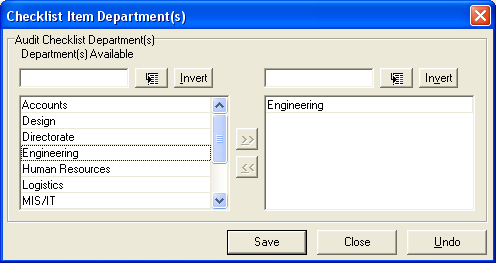 Checklist Item Department(s)
Audit Checklist Department(s)
Department(s) Available
Invert
Invert
Accounts
Design
Directorate
Engineering
Human Resources
Logistics
MIS/IT
Engineering
>>
<<
Save
Close
Undo